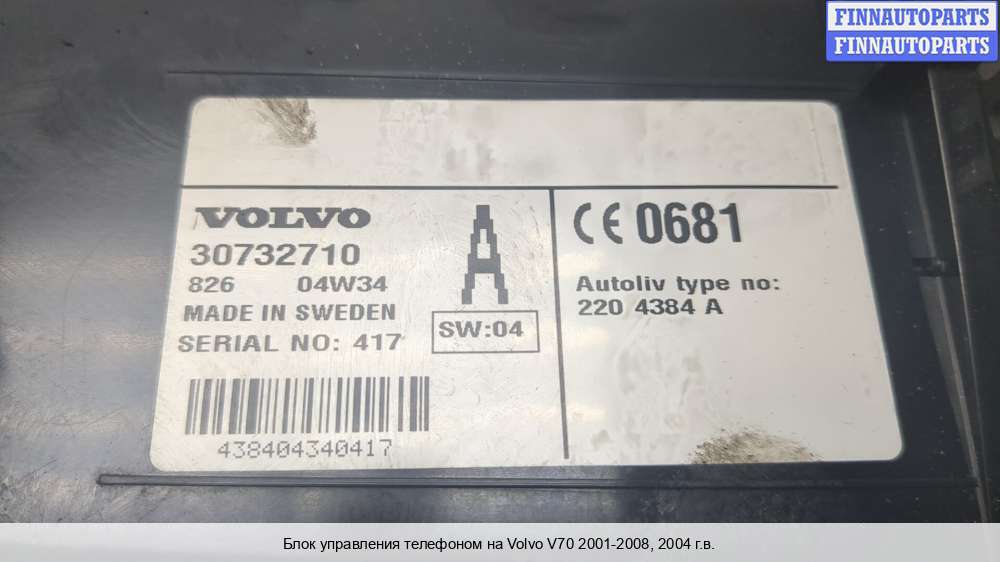 FINNAUTOPARTS
FINNAUTOPARTS
VOLVO
30732710
826 04W34
MADE IN SWEDEN
SERIAL NO: 417
A
SW:04
438404340417
CE 0681
Autoliv type no:
220 4384 A
Блок управления телефоном на Volvo V70 2001-2008, 2004 г.в.